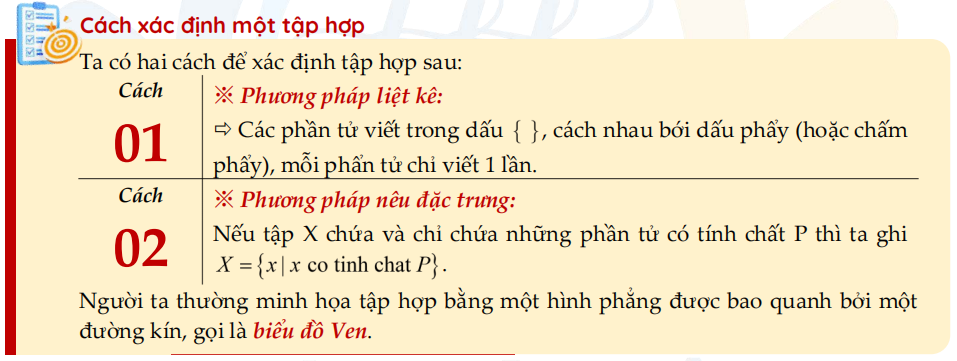 Cách xác định một tập hợp
Ta có hai cách để xác định tập hợp sau:
Cách
01
※ Phương pháp liệt kê:
⇨ Các phần tử viết trong dấu { }, cách nhau bới dấu phẩy (hoặc chấm
phẩy), mỗi phần tử chỉ viết 1 lần.
Cách
02
※ Phương pháp nêu đặc trưng:
Nếu tập X chứa và chỉ chứa những phần tử có tính chất P thì ta ghi
X = {x | x co tinh chat P}.
Người ta thường minh họa tập hợp bằng một hình phẳng được bao quanh bởi một
đường kín, gọi là biểu đồ Ven.